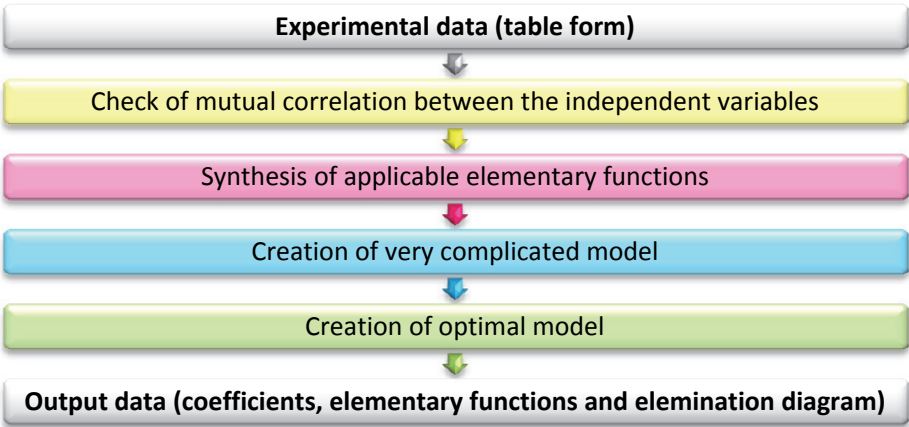 Experimental data (table form)
Check of mutual correlation between the independent variables
Synthesis of applicable elementary functions
Creation of very complicated model
Creation of optimal model
Output data (coefficients, elementary functions and elemination diagram)